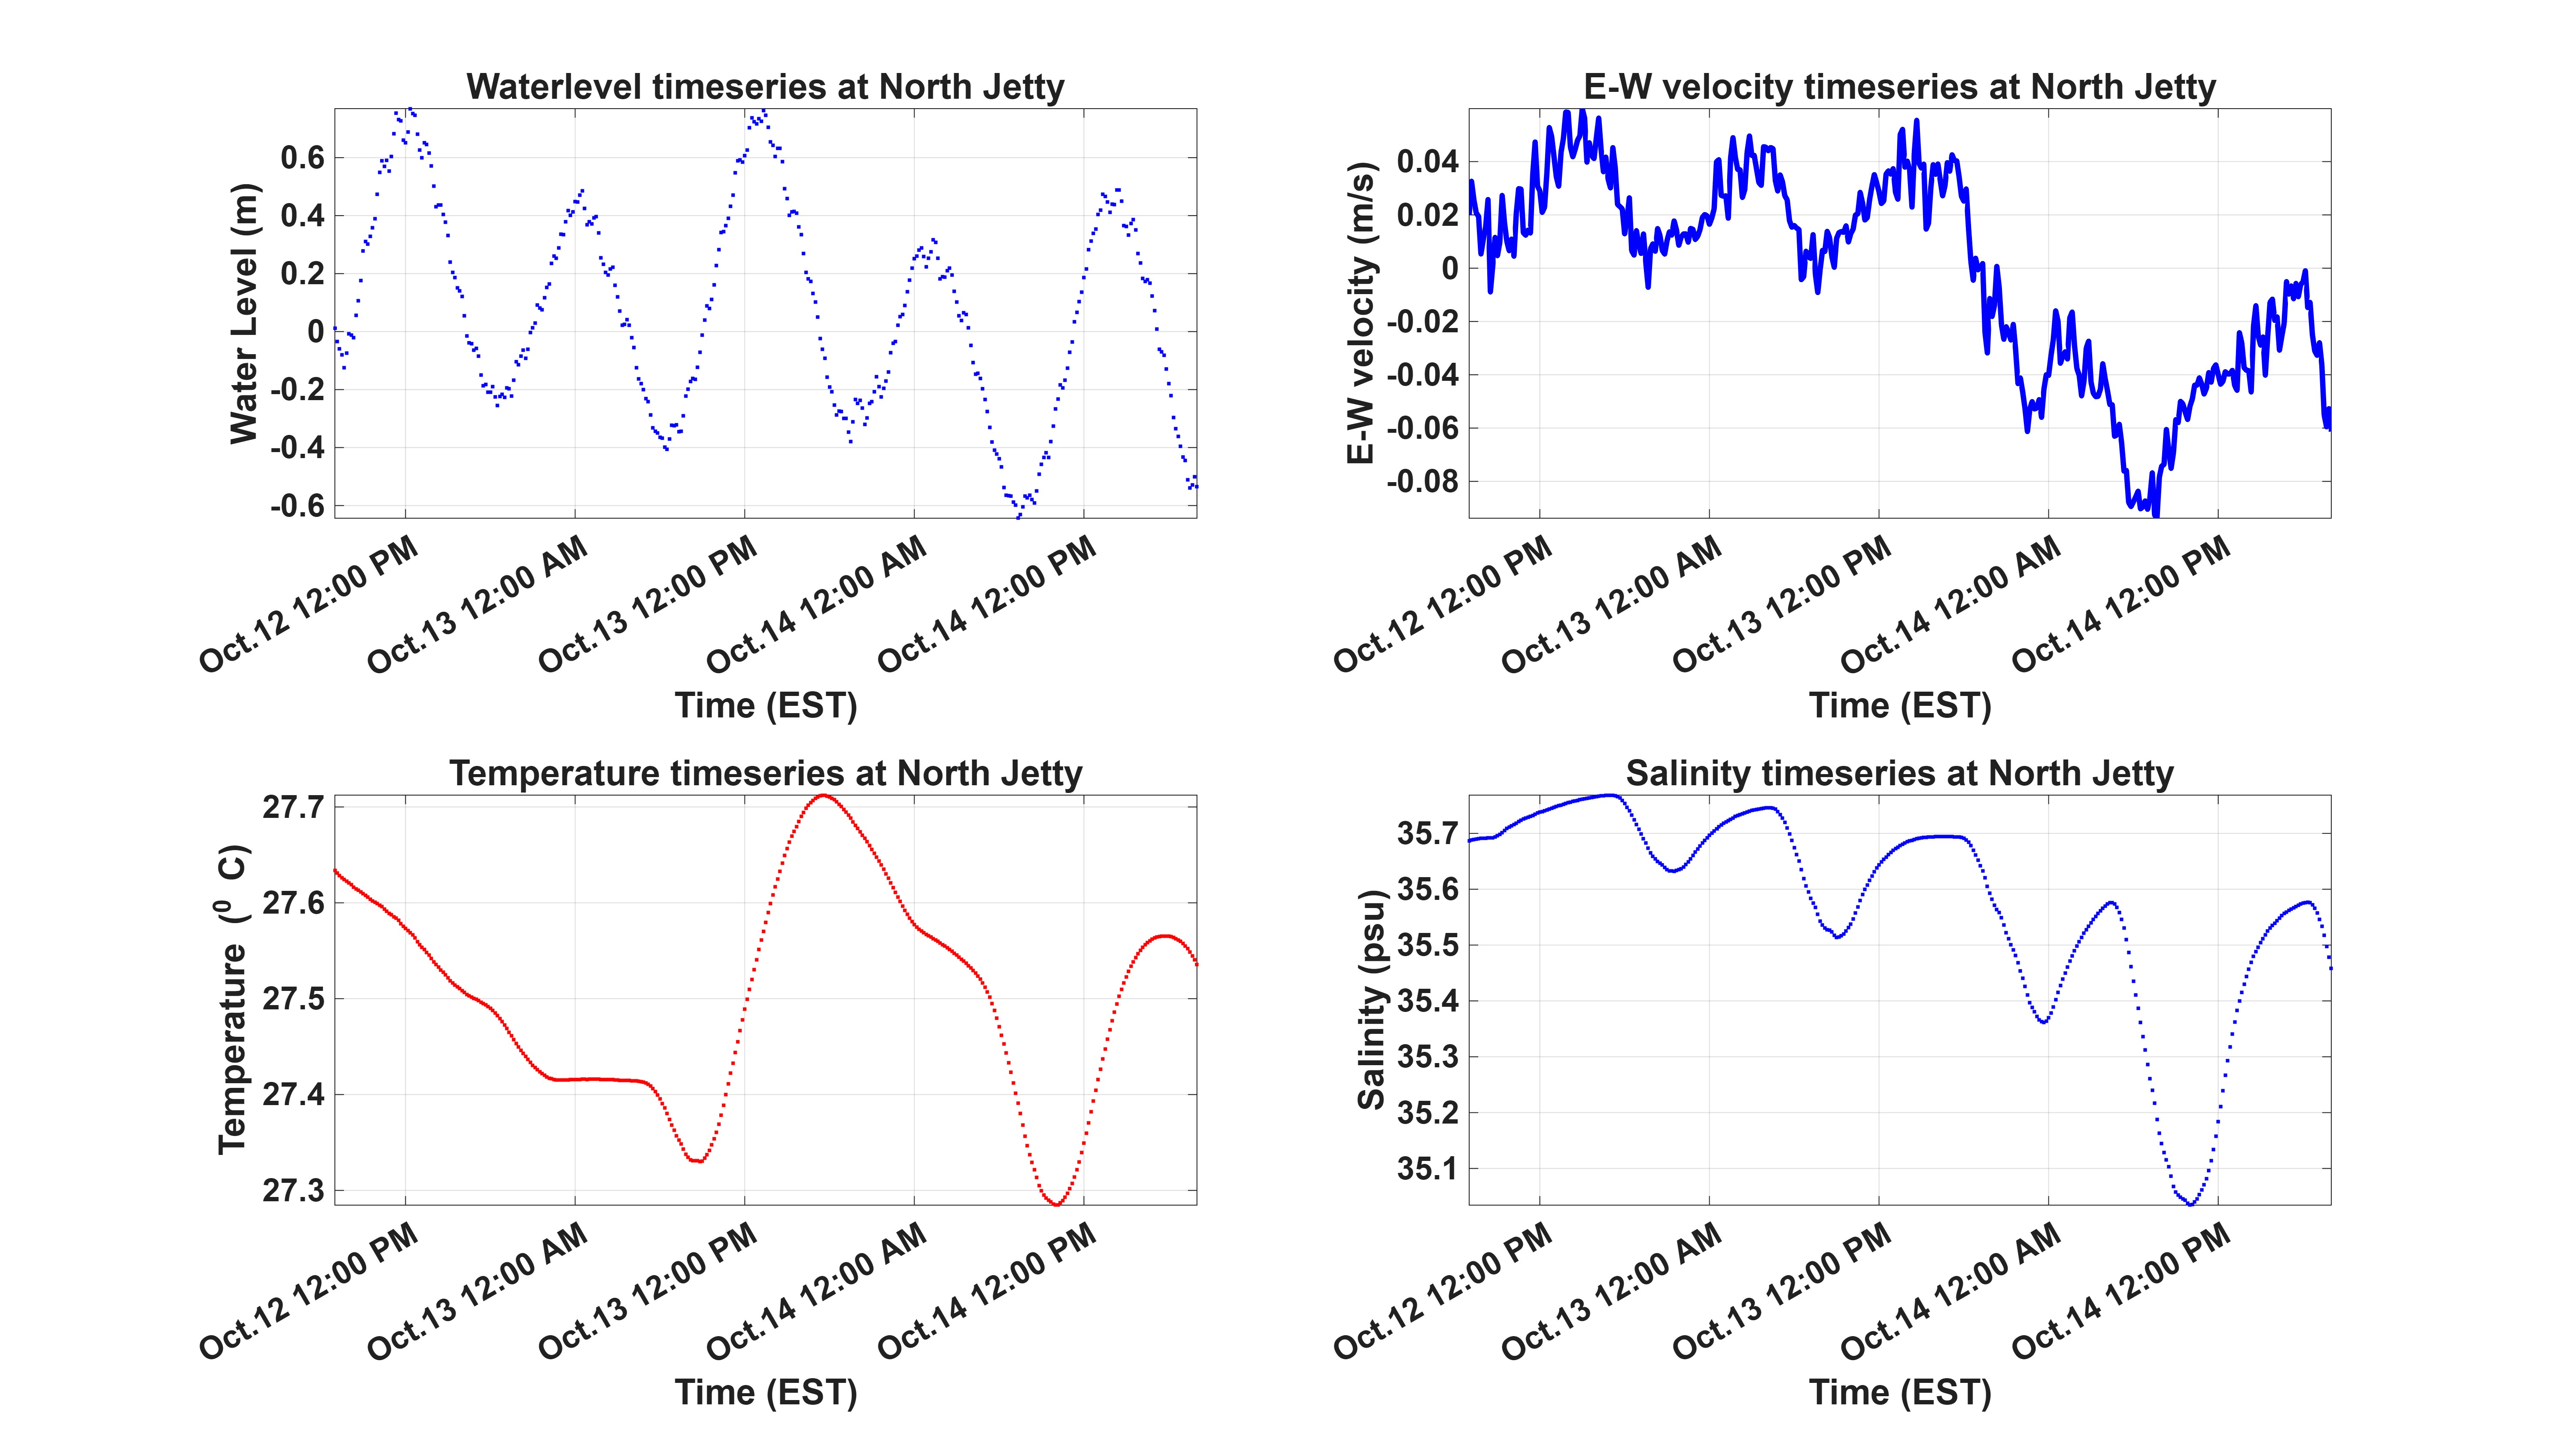 Waterlevel timeseries at North Jetty
Water Level (m)
0.6
0.4
0.2
0
-0.2
-0.4
-0.6
Oct.12 12:00 PM
Oct.13 12:00 AM
Oct.13 12:00 PM
Oct.14 12:00 AM
Oct.14 12:00 PM
Time (EST)
E-W velocity timeseries at North Jetty
E-W velocity (m/s)
0.04
0.02
0
-0.02
-0.04
-0.06
-0.08
Oct.12 12:00 PM
Oct.13 12:00 AM
Oct.13 12:00 PM
Oct.14 12:00 AM
Oct.14 12:00 PM
Time (EST)
Temperature timeseries at North Jetty
Temperature (⁰ C)
27.7
27.6
27.5
27.4
27.3
Oct.12 12:00 PM
Oct.13 12:00 AM
Oct.13 12:00 PM
Oct.14 12:00 AM
Oct.14 12:00 PM
Time (EST)
Salinity timeseries at North Jetty
Salinity (psu)
35.7
35.6
35.5
35.4
35.3
35.2
35.1
Oct.12 12:00 PM
Oct.13 12:00 AM
Oct.13 12:00 PM
Oct.14 12:00 AM
Oct.14 12:00 PM
Time (EST)